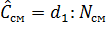 Ĉсм = d₁: Nсм